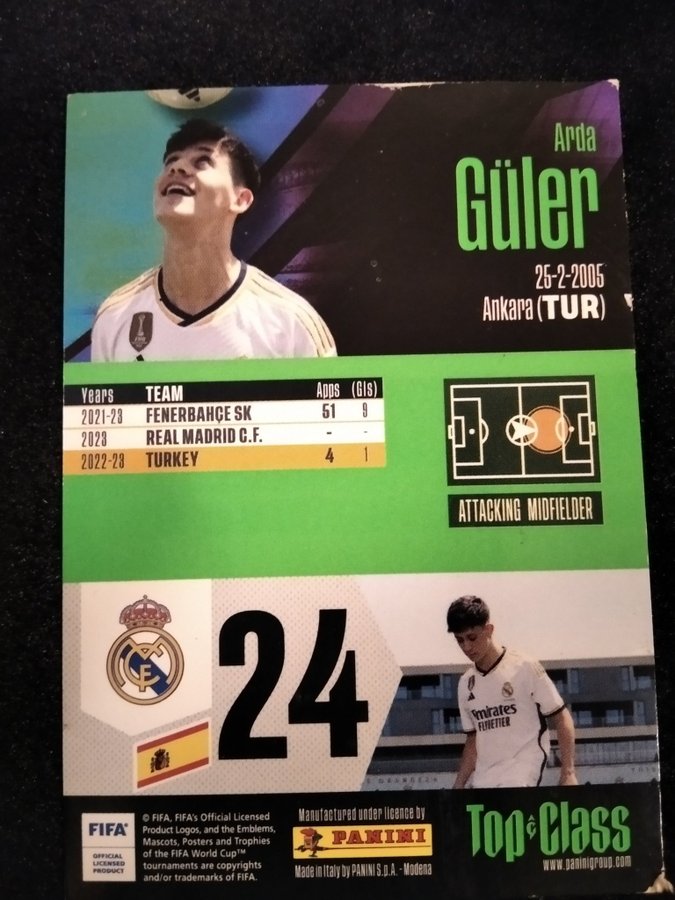 Arda
Güler
25-2-2005
Ankara (TUR)
Years TEAM Apps (Gls)
2021-23 FENERBAHÇE SK 51 9
2023 REAL MADRID C.F. - -
2022-23 TURKEY 4 1
ATTACKING MIDFIELDER
24
Emirates
FLY BETTER
FIFA
OFFICIAL
LICENSED
PRODUCT
© FIFA, FIFA's Official Licensed
Product Logos, and the Emblems,
Mascots, Posters and Trophies
of the FIFA World Cup™
tournaments are copyrights
and/or trademarks of FIFA.
Manufactured under licence by
PANINI
Made in Italy by PANINI S.p.A. - Modena
Top Class
www.paninigroup.com